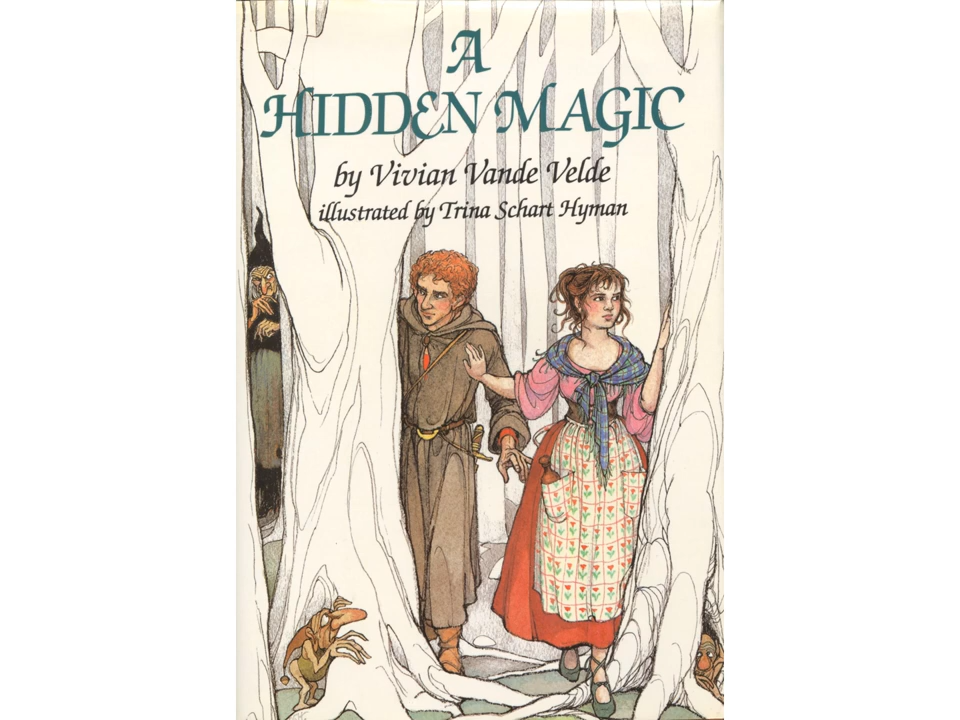 A
HIDDEN MAGIC
by Vivian Vande Velde
illustrated by Trina Schart Hyman